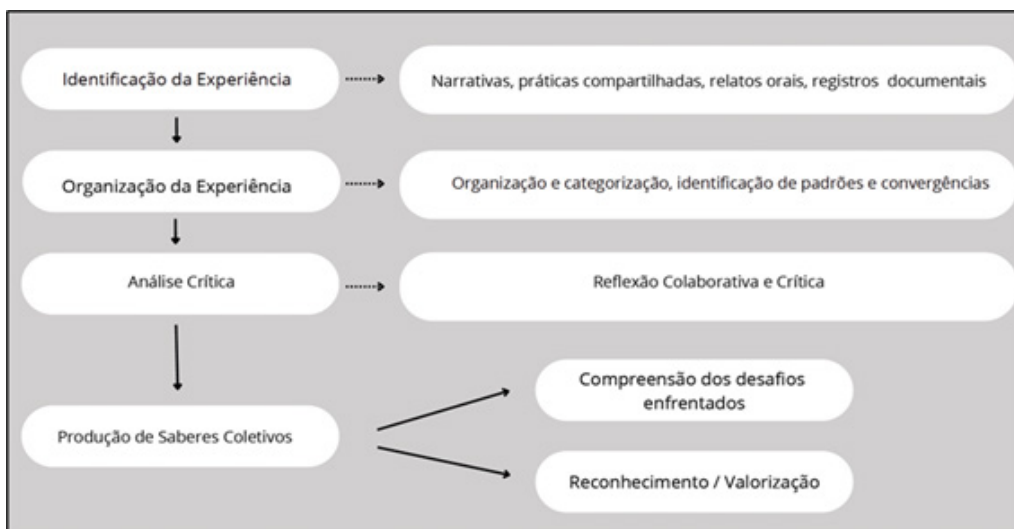 Identificação da Experiência
Narrativas, práticas compartilhadas, relatos orais, registros documentais
Organização da Experiência
Organização e categorização, identificação de padrões e convergências
Análise Crítica
Reflexão Colaborativa e Crítica
Produção de Saberes Coletivos
Compreensão dos desafios
enfrentados
Reconhecimento / Valorização